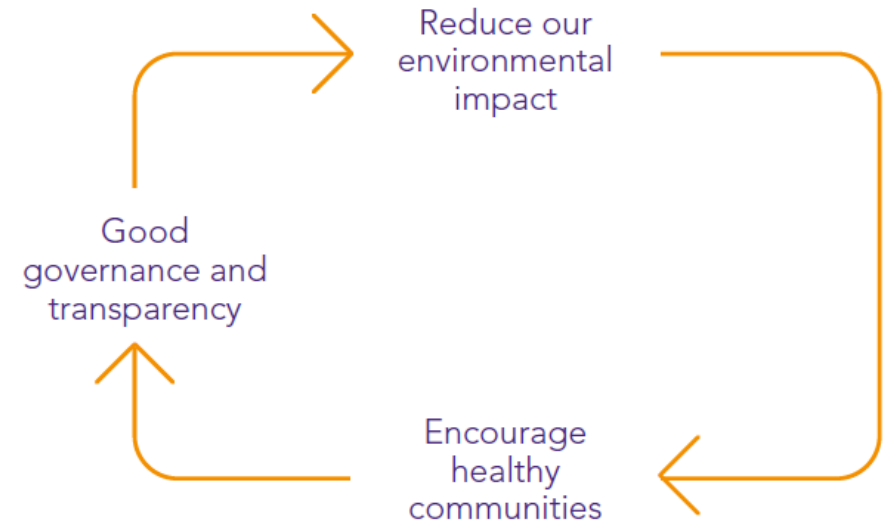 Reduce our
environmental
impact
Good
governance and
transparency
Encourage
healthy
communities